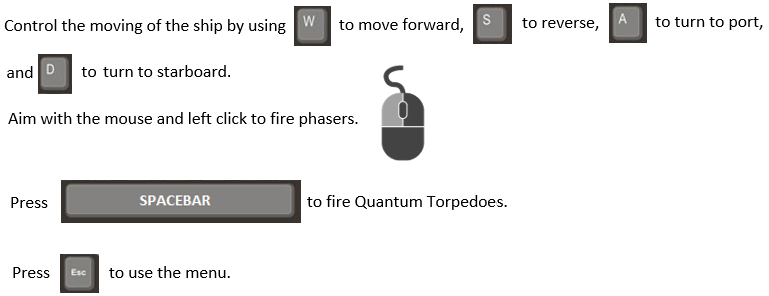 Control the moving of the ship by using W to move forward, S to reverse, A to turn to port,
and D to turn to starboard.
Aim with the mouse and left click to fire phasers.
Press SPACEBAR to fire Quantum Torpedoes.
Press Esc to use the menu.